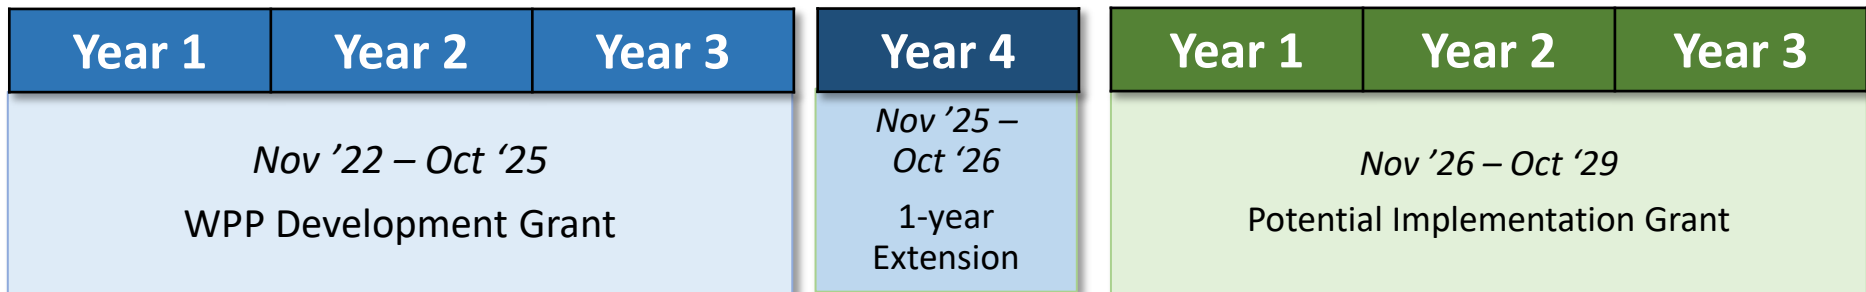 Year 1 Year 2 Year 3
Nov ’22 – Oct ‘25
WPP Development Grant
Year 4
Nov ’25 –
Oct ‘26
1-year
Extension
Year 1 Year 2 Year 3
Nov ’26 – Oct ‘29
Potential Implementation Grant